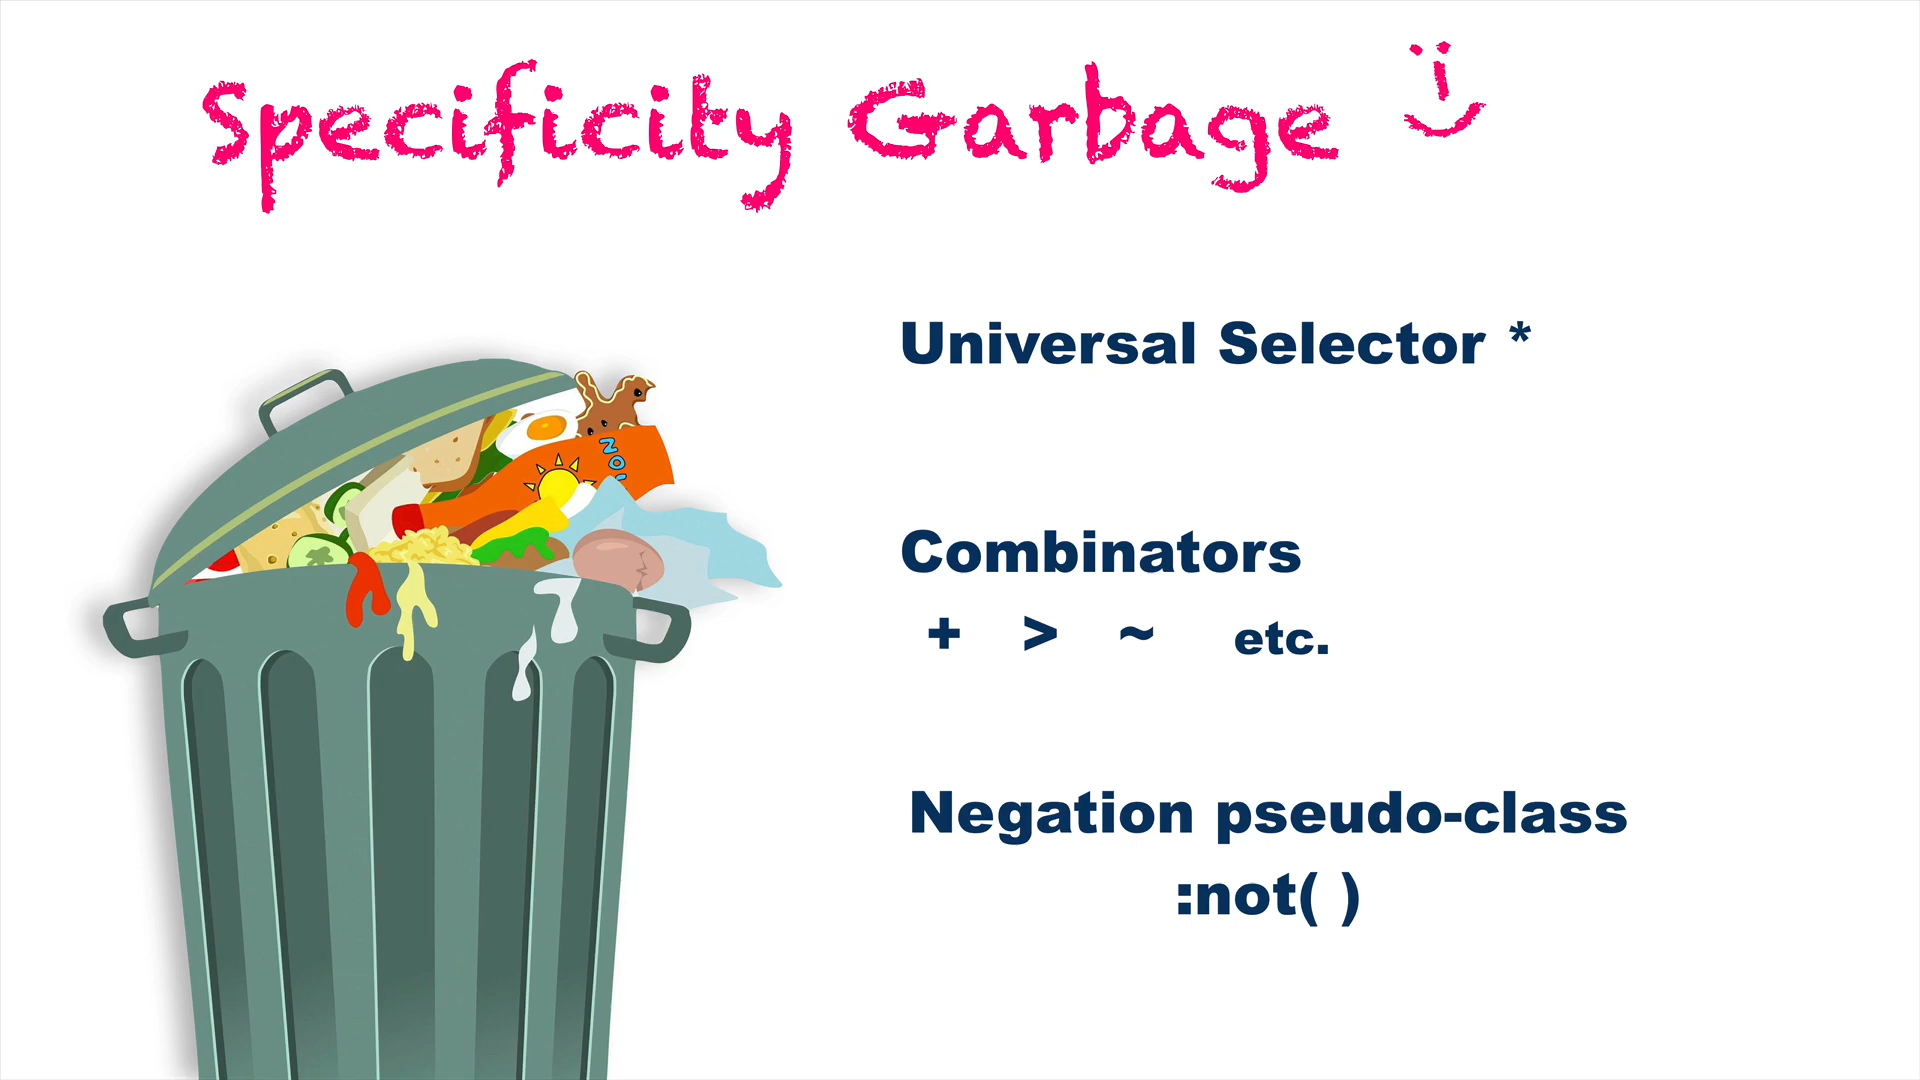 Specificity Garbage
Universal Selector *
Combinators
+ > ~ etc.
Negation pseudo-class
:not( )